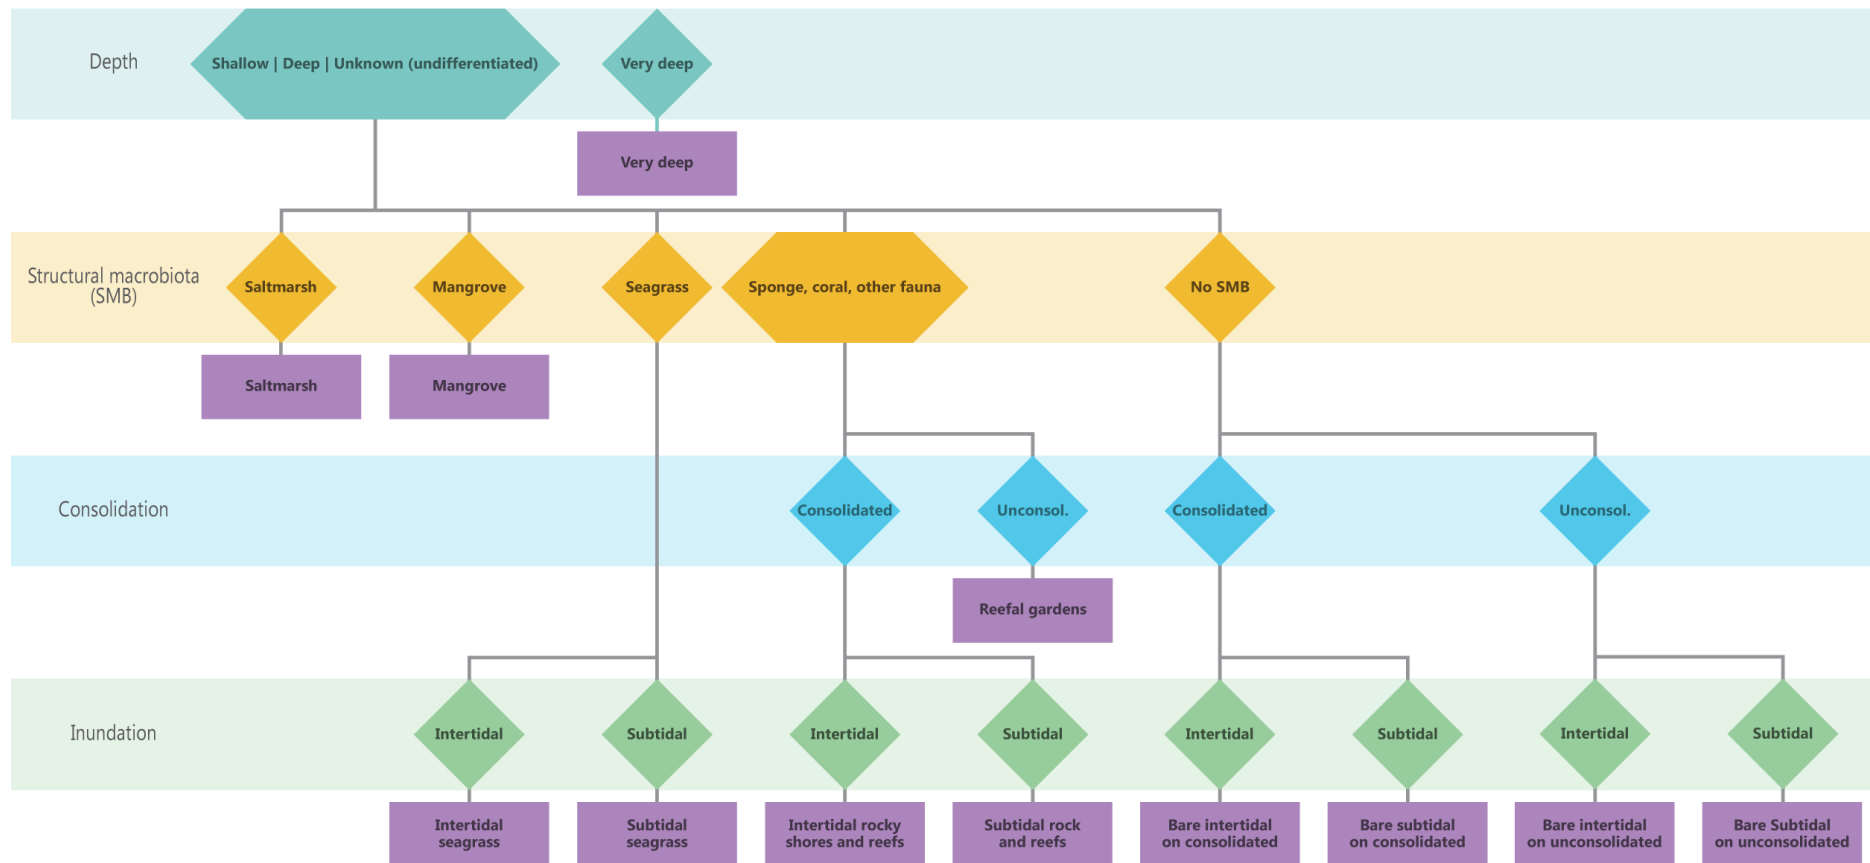 Depth
Shallow | Deep | Unknown (undifferentiated)
Very deep
Very deep
Structural macrobiota
(SMB)
Saltmarsh
Mangrove
Seagrass
Sponge, coral, other fauna
No SMB
Saltmarsh
Mangrove
Consolidation
Consolidated
Unconsol.
Consolidated
Unconsol.
Reefal gardens
Inundation
Intertidal
Subtidal
Intertidal
Subtidal
Intertidal
Subtidal
Intertidal
Subtidal
Intertidal
seagrass
Subtidal
seagrass
Intertidal rocky
shores and reefs
Subtidal rock
and reefs
Bare intertidal
on consolidated
Bare subtidal
on consolidated
Bare intertidal
on unconsolidated
Bare Subtidal
on unconsolidated